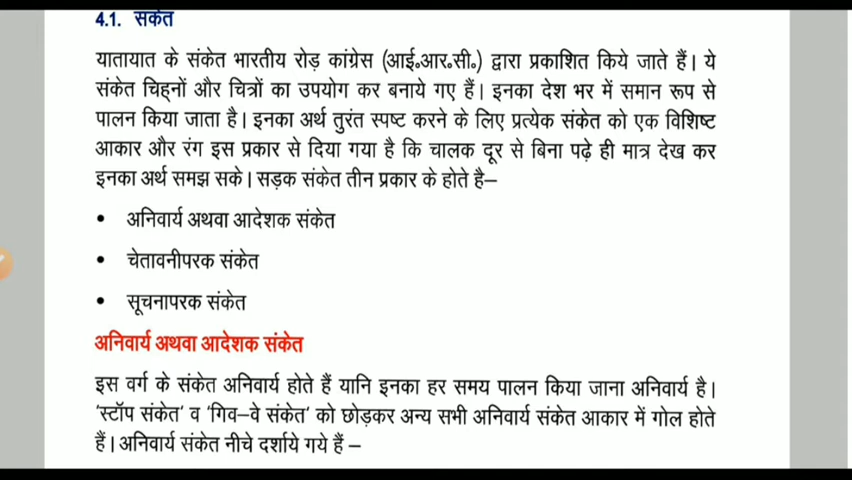 4.1. संकेत
यातायात के संकेत भारतीय रोड़ कांग्रेस (आई॰आर॰सी॰) द्वारा प्रकाशित किये जाते हैं। ये
संकेत चिह्नों और चित्रों का उपयोग कर बनाये गए हैं। इनका देश भर में समान रूप से
पालन किया जाता है। इनका अर्थ तुरंत स्पष्ट करने के लिए प्रत्येक संकेत को एक विशिष्ट
आकार और रंग इस प्रकार से दिया गया है कि चालक दूर से बिना पढ़े ही मात्र देख कर
इनका अर्थ समझ सके। सड़क संकेत तीन प्रकार के होते है–
• अनिवार्य अथवा आदेशक संकेत
• चेतावनीपरक संकेत
• सूचनापरक संकेत
अनिवार्य अथवा आदेशक संकेत
इस वर्ग के संकेत अनिवार्य होते हैं यानि इनका हर समय पालन किया जाना अनिवार्य है।
'स्टॉप संकेत' व 'गिव–वे संकेत' को छोड़कर अन्य सभी अनिवार्य संकेत आकार में गोल होते
हैं। अनिवार्य संकेत नीचे दर्शाये गये हैं –